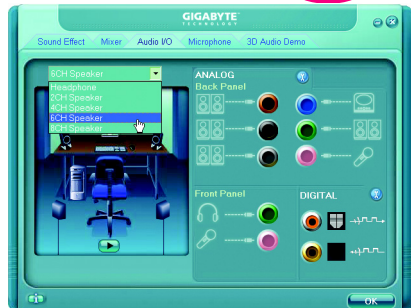 GIGABYTE
TECHNOLOGY
Sound Effect Mixer Audio I/O Microphone 3D Audio Demo
6CH Speaker
Headphone
2CH Speaker
4CH Speaker
6CH Speaker
8CH Speaker
ANALOG
Back Panel
Front Panel
DIGITAL
OK